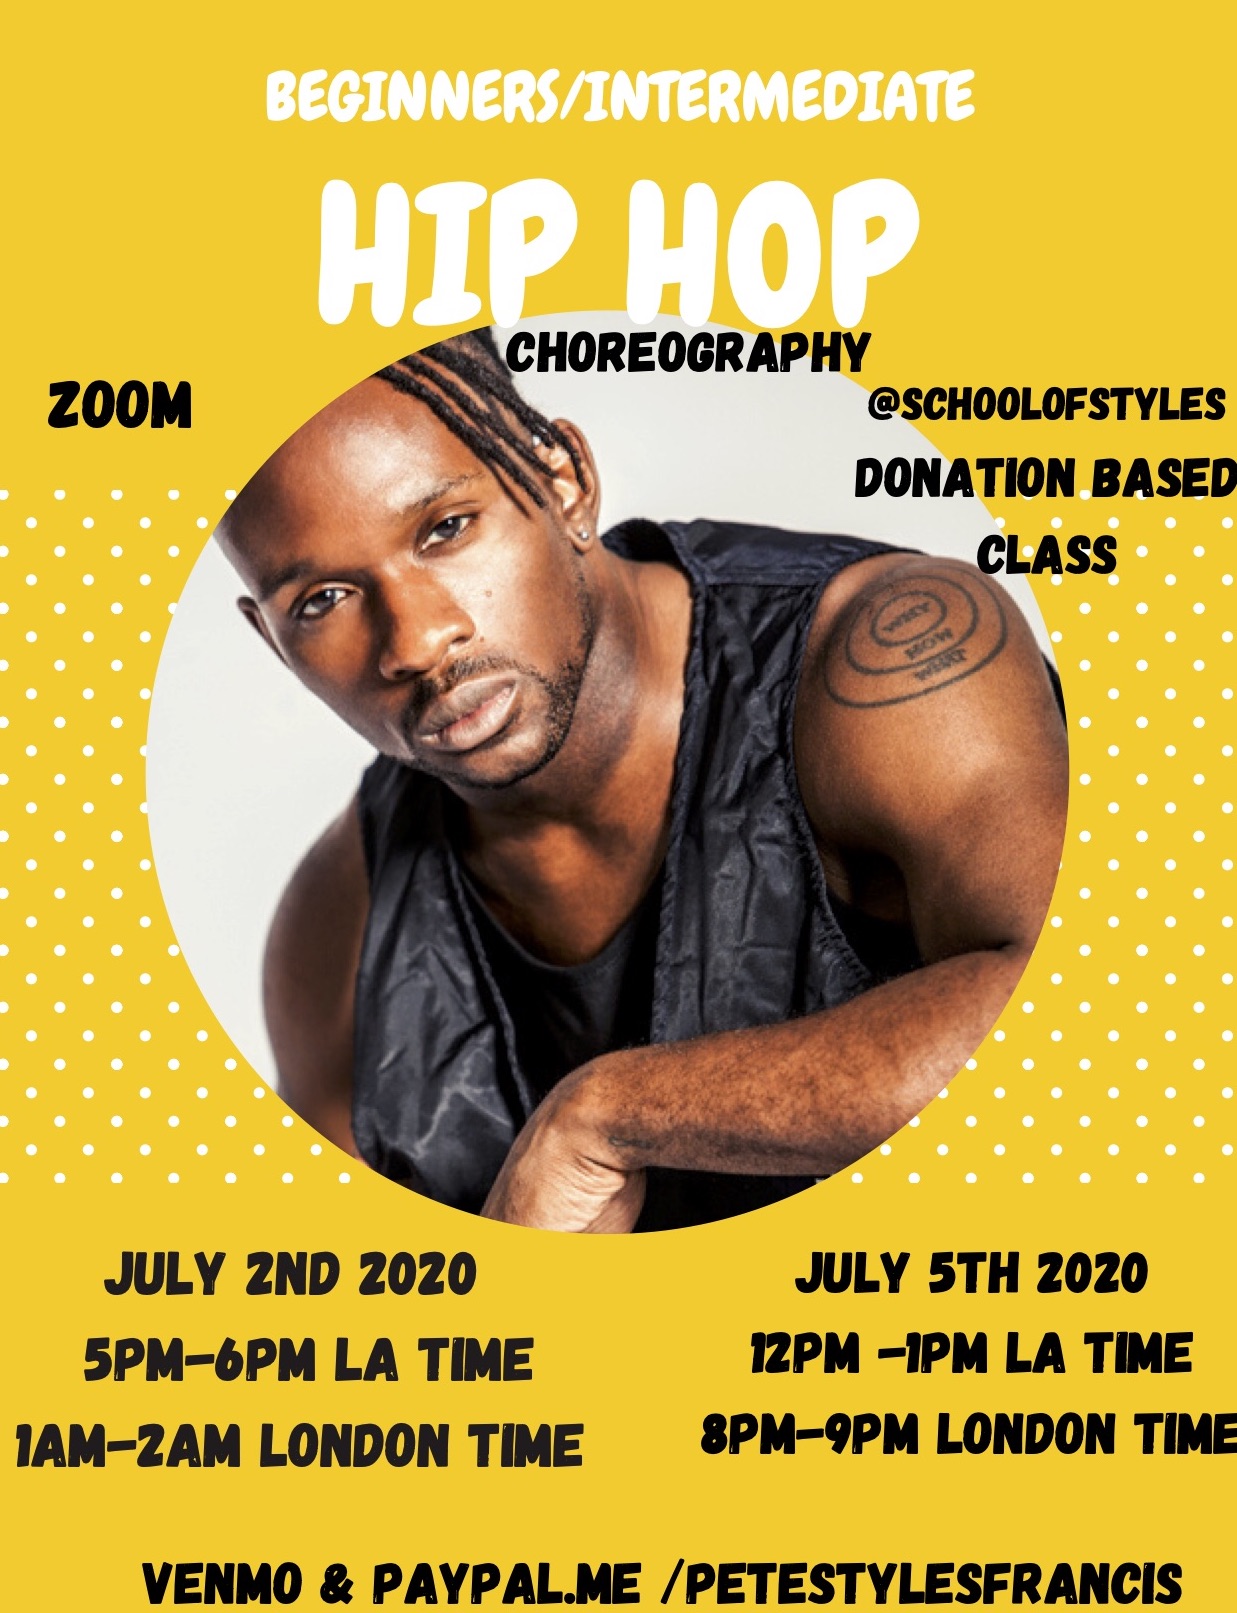 BEGINNERS/INTERMEDIATE
HIP HOP
CHOREOGRAPHY
ZOOM
@SCHOOLOFSTYLES
DONATION BASED
CLASS
JULY 2ND 2020
5PM-6PM LA TIME
1AM-2AM LONDON TIME
JULY 5TH 2020
12PM -1PM LA TIME
8PM-9PM LONDON TIME
VENMO & PAYPAL.ME /PETESTYLESFRANCIS